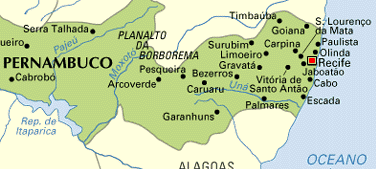 Timbaúba
S. Lourenço
da Mata
Goiana
Serra Talhada
PLANALTO
DA
BORBOREMA
Surubim
Carpina
Paulista
Olinda
Limoeiro
ueiro
Pajeú
Moxotó
Gravatá
Recife
PERNAMBUCO
Pesqueira
Bezerros
Jaboatão
Cabrobó
Arcoverde
Caruaru
Una
Vitória de
Santo Antão
Cabo
Escada
Palmares
Garanhuns
Rep. de
Itaparica
ALAGOAS
OCEANO